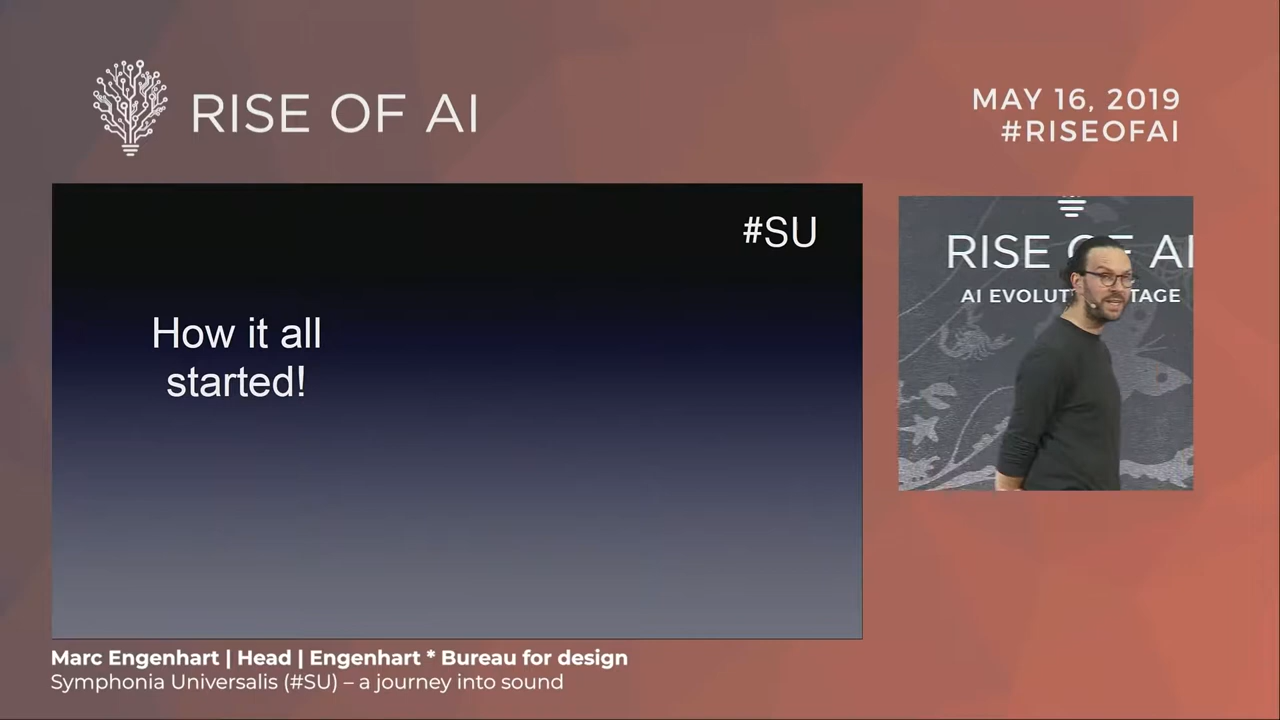 RISE OF AI
MAY 16, 2019
#RISEOFAI
#SU
How it all
started!
RISE OF AI
AI EVOLUT TAGE
Marc Engenhart | Head | Engenhart * Bureau for design
Symphonia Universalis (#SU) – a journey into sound